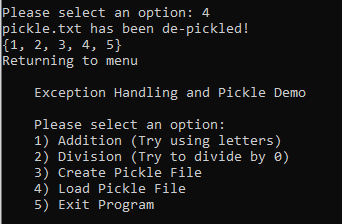 Please select an option: 4
pickle.txt has been de-pickled!
{1, 2, 3, 4, 5}
Returning to menu
Exception Handling and Pickle Demo
Please select an option:
1) Addition (Try using letters)
2) Division (Try to divide by 0)
3) Create Pickle File
4) Load Pickle File
5) Exit Program